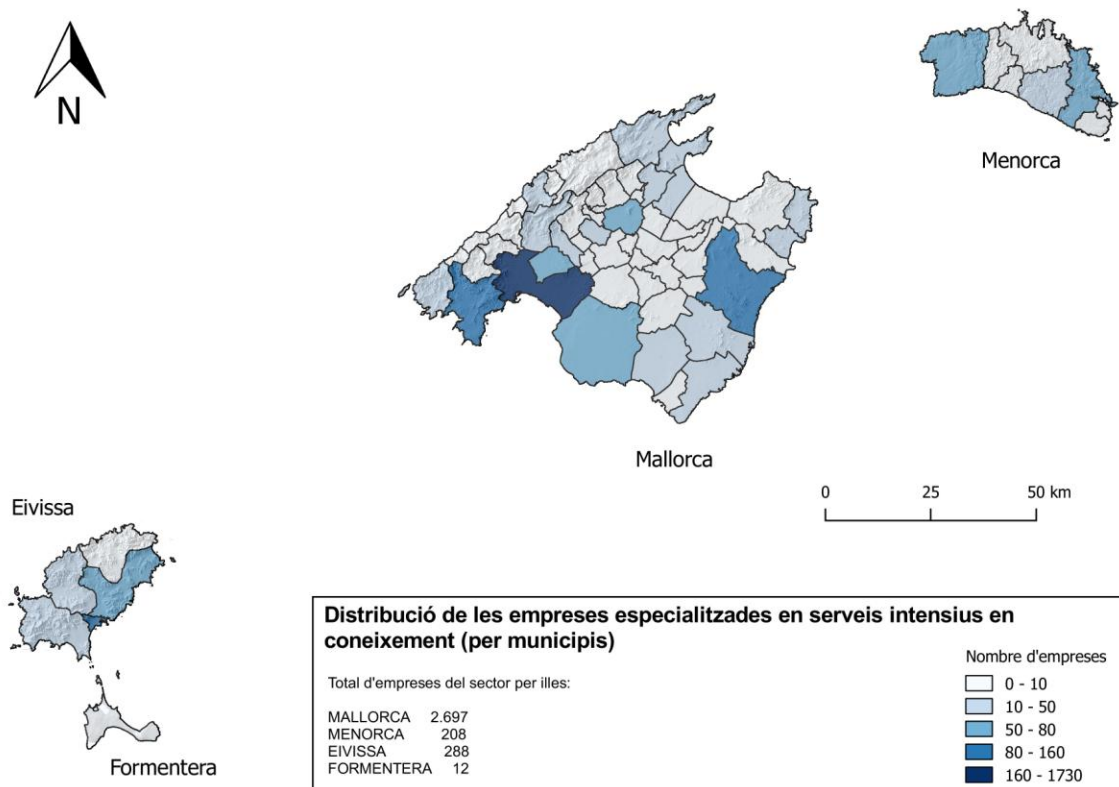 N
Menorca
Mallorca
0 25 50 km
Eivissa
Formentera
Distribució de les empreses especialitzades en serveis intensius en
coneixement (per municipis)
Total d'empreses del sector per illes:
MALLORCA 2.697
MENORCA 208
EIVISSA 288
FORMENTERA 12
Nombre d'empreses
0 - 10
10 - 50
50 - 80
80 - 160
160 - 1730